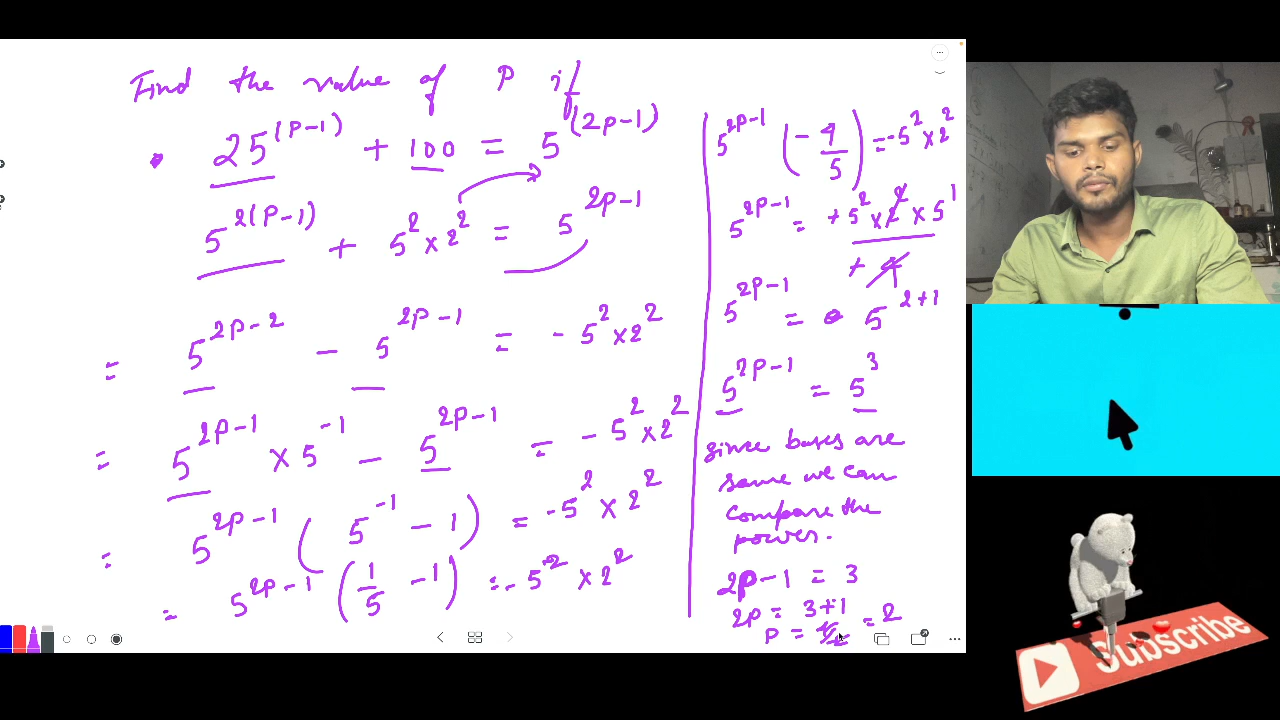 Find the value of P if
25^(P-1) + 100 = 5^(2P-1)
5^2(P-1) + 5^2 × 2^2 = 5^2P-1
= 5^2P-2 - 5^2P-1 = - 5^2 × 2^2
= 5^2P-1 × 5^-1 - 5^2P-1 = - 5^2 × 2^2
= 5^2P-1 ( 5^-1 - 1 ) = - 5^2 × 2^2
= 5^2P-1 ( 1/5 - 1 ) = - 5^2 × 2^2
5^2P-1 ( - 4/5 ) = - 5^2 × 2^2
5^2P-1 = + 5^2 × 2^2 × 5^1 / + 4
5^2P-1 = 5^2+1
5^2P-1 = 5^3
since bases are
same we can
compare the
power.
2P - 1 = 3
2P = 3+1
P = 4/2 = 2
Subscribe